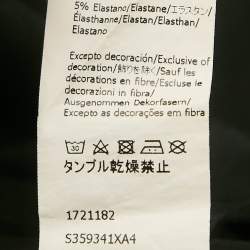 5% Elastano/Elastane/エラスタン/
Élasthanne/Elastan/Elasthan/
Elastano
Excepto decoración/Exclusive of
decoration/飾りを除く/Sauf les
décorations en fibre/Escluse le
decorazioni in fibra/
Ausgenommen Dekorfasern/
Excepto as decorações em fibra
タンブル乾燥禁止
1721182
S359341XA4